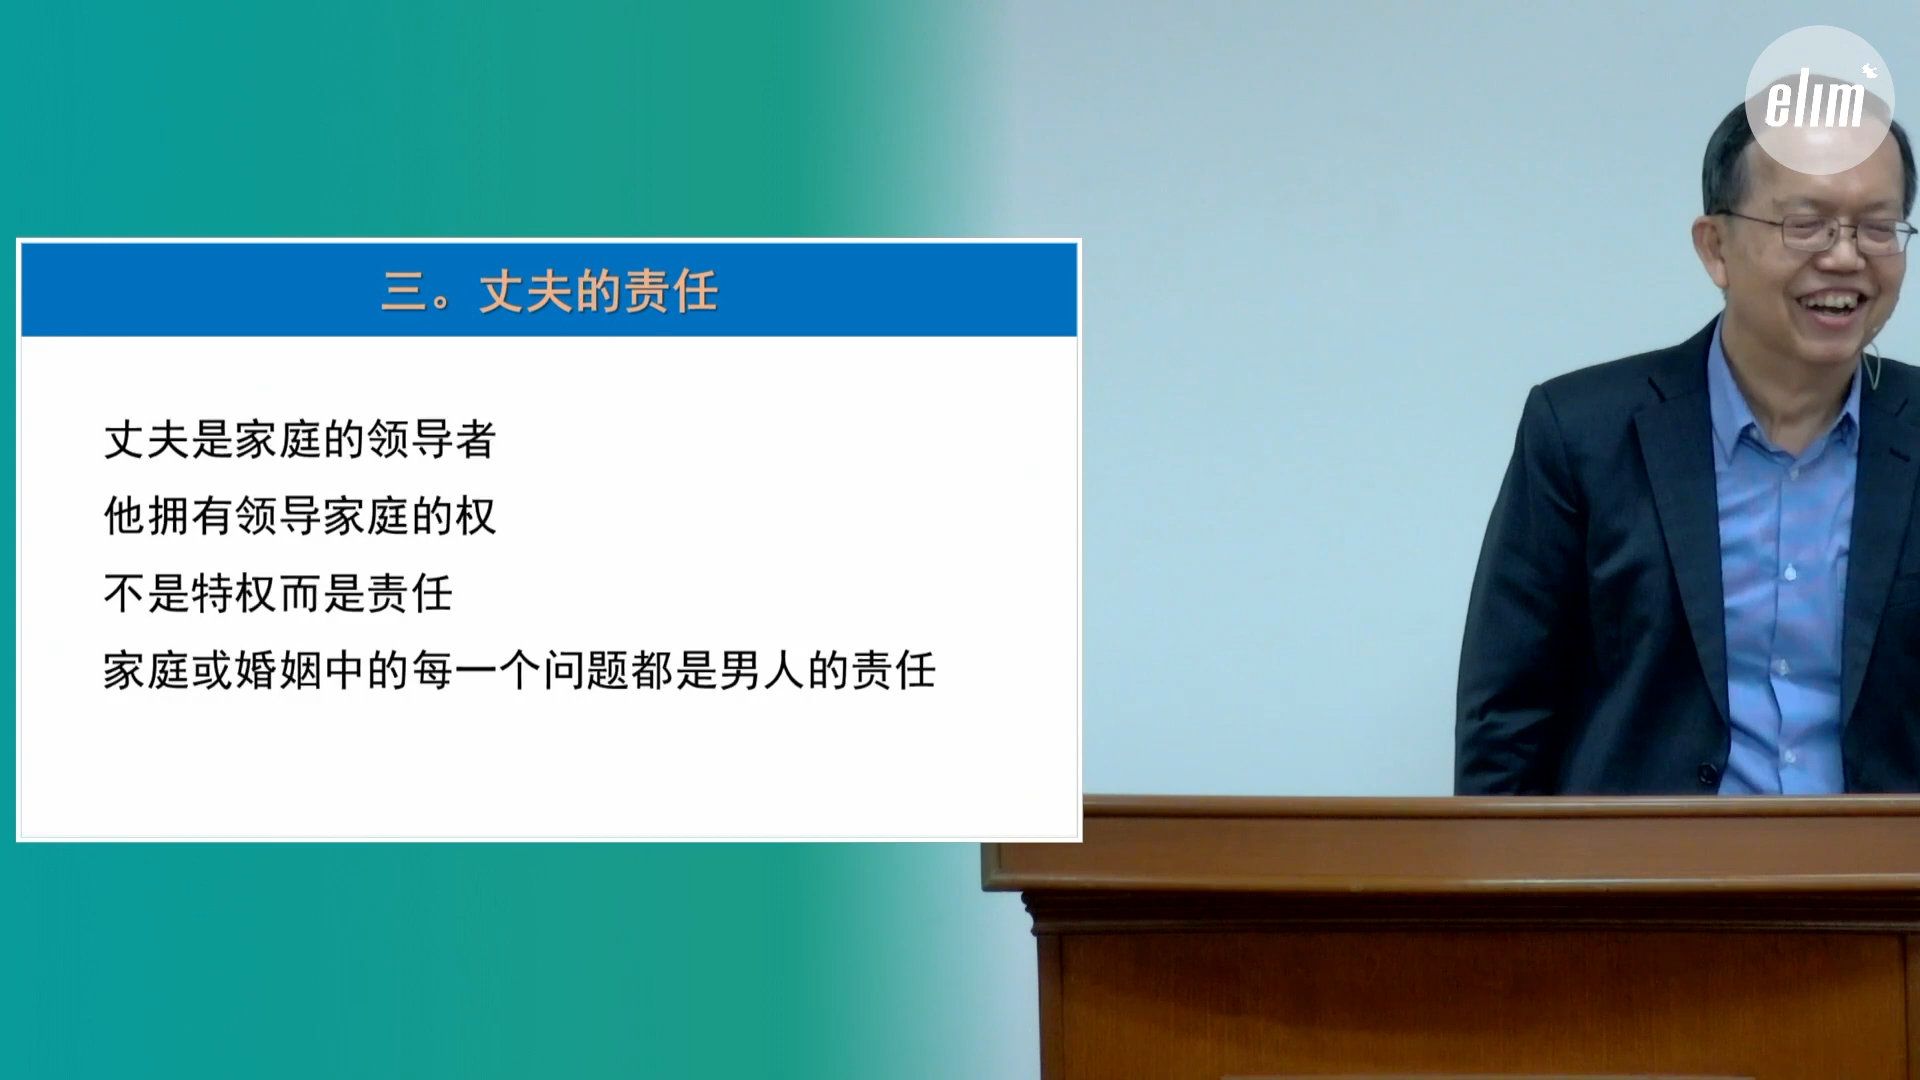 elim
三。丈夫的责任
丈夫是家庭的领导者
他拥有领导家庭的权
不是特权而是责任
家庭或婚姻中的每一个问题都是男人的责任